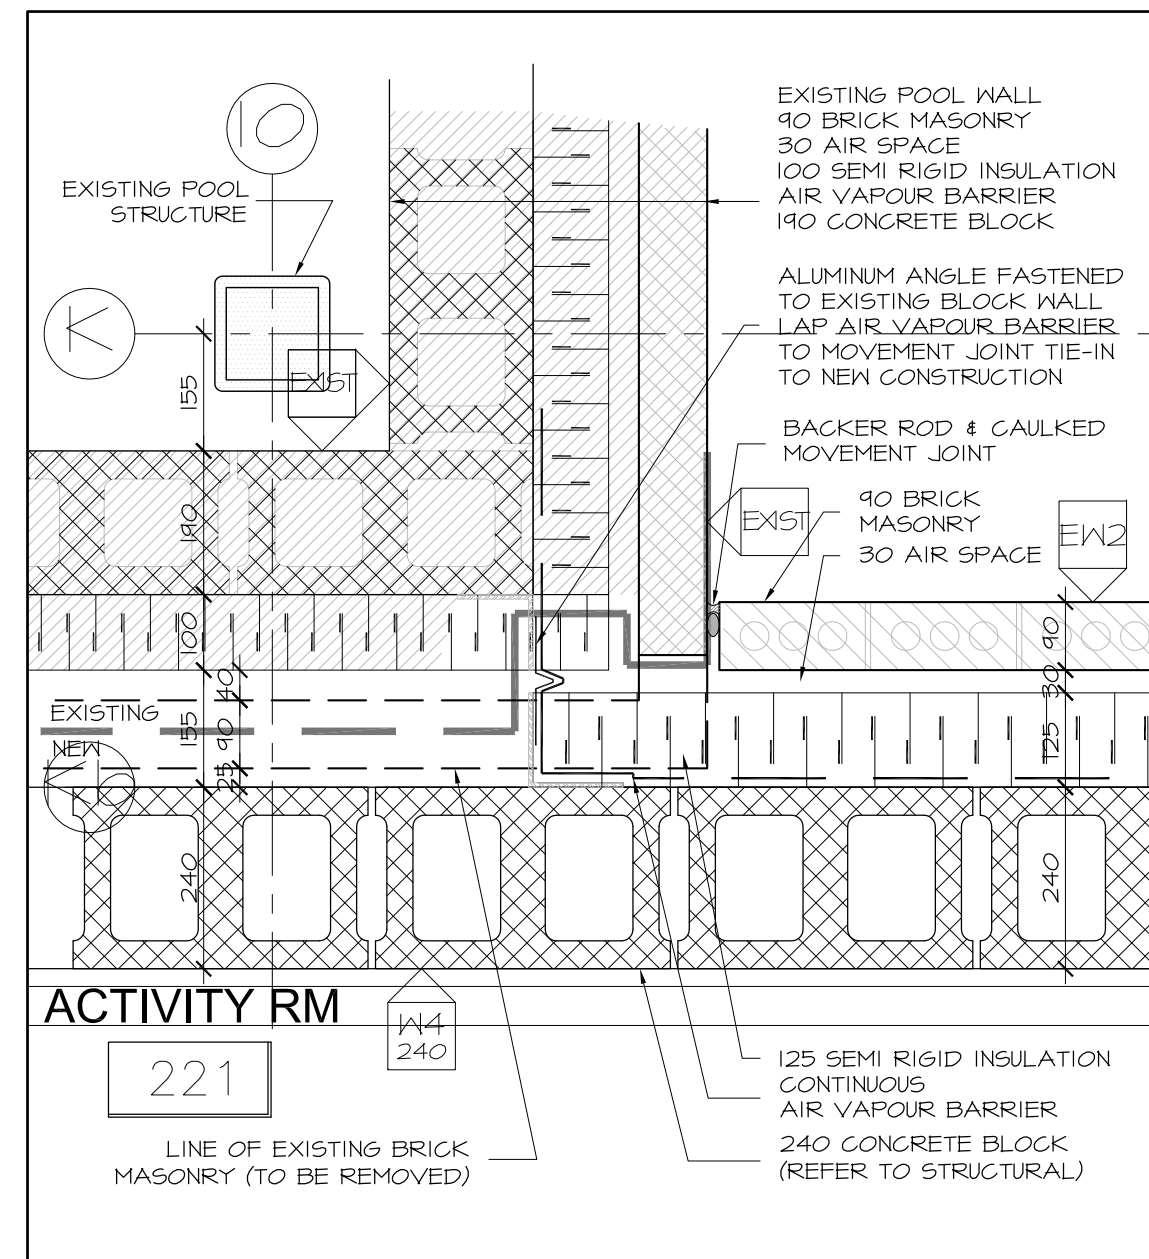 EXISTING POOL WALL
90 BRICK MASONRY
30 AIR SPACE
100 SEMI RIGID INSULATION
AIR VAPOUR BARRIER
190 CONCRETE BLOCK
10
EXISTING POOL
STRUCTURE
ALUMINUM ANGLE FASTENED
TO EXISTING BLOCK WALL
LAP AIR VAPOUR BARRIER
TO MOVEMENT JOINT TIE-IN
TO NEW CONSTRUCTION
K
155
EXIST
BACKER ROD & CAULKED
MOVEMENT JOINT
90 BRICK
MASONRY
30 AIR SPACE
EXIST
EW2
190
100
40
90
30
EXISTING
155
90
125
NEW
25
240
240
ACTIVITY RM
W4
240
221
125 SEMI RIGID INSULATION
CONTINUOUS
AIR VAPOUR BARRIER
240 CONCRETE BLOCK
(REFER TO STRUCTURAL)
LINE OF EXISTING BRICK
MASONRY (TO BE REMOVED)